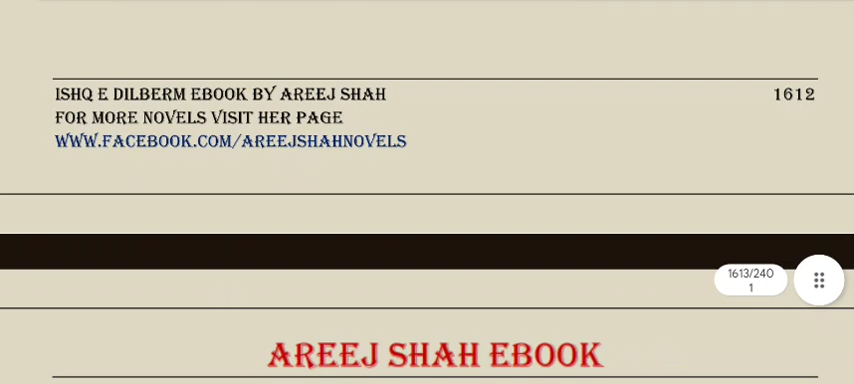 ISHQ E DILBERM EBOOK BY AREEJ SHAH 1612
FOR MORE NOVELS VISIT HER PAGE
WWW.FACEBOOK.COM/AREEJSHAHNOVELS
1613/240
1
AREEJ SHAH EBOOK